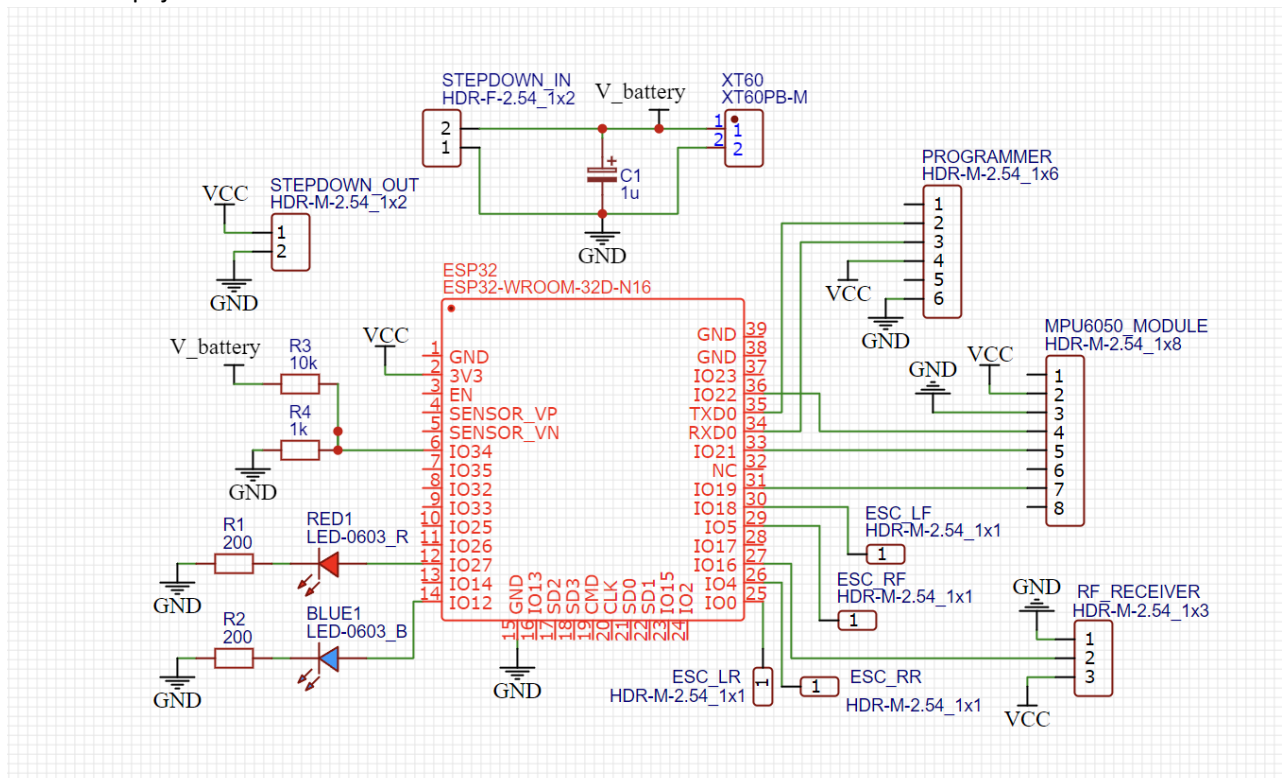 STEPDOWN_IN
HDR-F-2.54_1x2
2
1
V_battery
XT60
XT60PB-M
1
2
1
2
C1
1u
GND
STEPDOWN_OUT
HDR-M-2.54_1x2
VCC
1
2
GND
PROGRAMMER
HDR-M-2.54_1x6
1
2
3
4
5
6
VCC
GND
ESP32
ESP32-WROOM-32D-N16
VCC
1 GND
2 3V3
3 EN
4 SENSOR_VP
5 SENSOR_VN
6 IO34
7 IO35
8 IO32
9 IO33
10 IO25
11 IO26
12 IO27
13 IO14
14 IO12
GND 15
IO13 16
SD2 17
SD3 18
CMD 19
CLK 20
SD0 21
SD1 22
IO15 23
IO2 24
GND
GND 39
GND 38
IO23 37
IO22 36
TXD0 35
RXD0 34
IO21 33
NC 32
IO19 31
IO18 30
IO5 29
IO17 28
IO16 27
IO4 26
IO0 25
V_battery
R3
10k
R4
1k
GND
R1
200
RED1
LED-0603_R
GND
R2
200
BLUE1
LED-0603_B
GND
MPU6050_MODULE
HDR-M-2.54_1x8
VCC
GND
1
2
3
4
5
6
7
8
ESC_LF
HDR-M-2.54_1x1
1
ESC_RF
HDR-M-2.54_1x1
1
ESC_LR
HDR-M-2.54_1x1
1
ESC_RR
HDR-M-2.54_1x1
1
GND
RF_RECEIVER
HDR-M-2.54_1x3
1
2
3
VCC